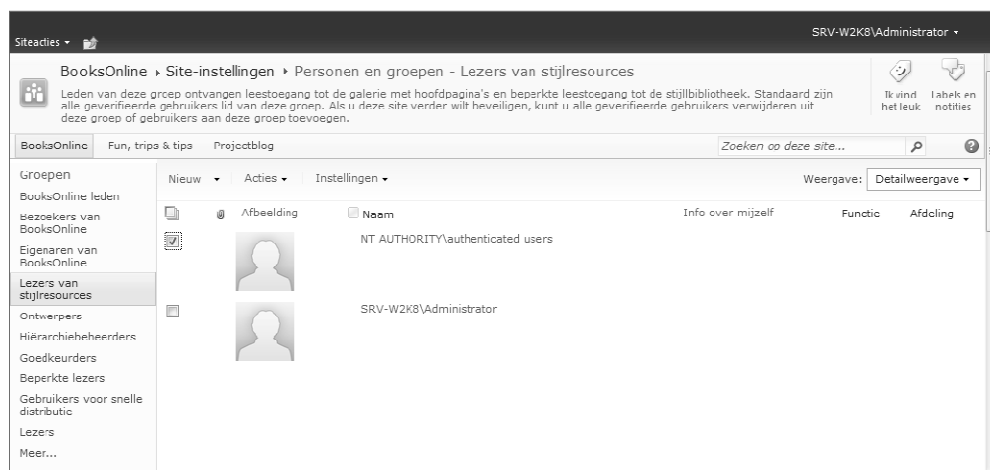 SRV-W2K8\Administrator
Siteacties
BooksOnline ▸ Site-instellingen ▸ Personen en groepen - Lezers van stijlresources
Leden van deze groep ontvangen leestoegang tot de galerie met hoofdpagina's en beperkte leestoegang tot de stijllbibliotheek. Standaard zijn
alle geverifieerde gebruikers lid van deze groep. Als u deze site verder wilt beveiligen, kunt u alle geverifieerde gebruikers verwijderen uit
deze groep of gebruikers aan deze groep toevoegen.
Ik vind
het leuk
Labels en
notities
BooksOnline Fun, trips & tips Projectblog
Zoeken op deze site...
Groepen
BooksOnline leden
Bezoekers van
BooksOnline
Eigenaren van
BooksOnline
Lezers van
stijlresources
Ontwerpers
Hiërarchiebeheerders
Goedkeurders
Beperkte lezers
Gebruikers voor snelle
distributie
Lezers
Meer...
Nieuw Acties Instellingen
Weergave: Detailweergave
Afbeelding Naam Info over mijzelf Functie Afdeling
NT AUTHORITY\authenticated users
SRV-W2K8\Administrator